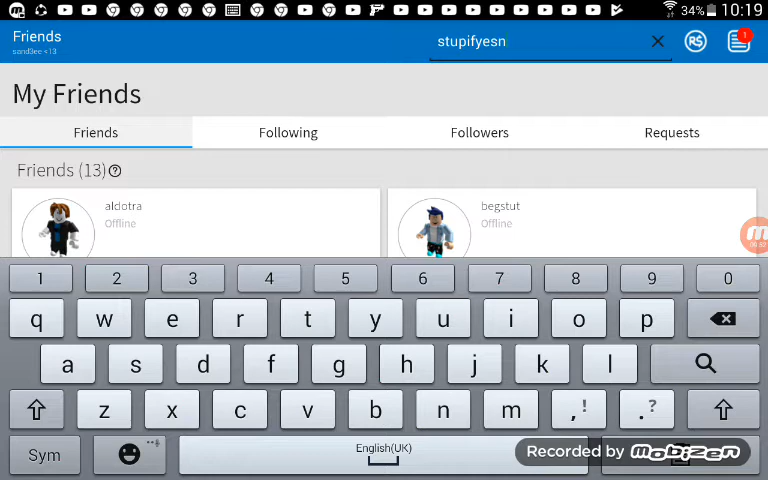 34% 10:19
Friends
sand3ee <13
stupifyesn
R$
1
My Friends
Friends Following Followers Requests
Friends (13)
aldotra
Offline
begstut
Offline
1 2 3 4 5 6 7 8 9 0
q w e r t y u i o p
a s d f g h j k l
z x c v b n m , ! . ?
Sym English(UK)
Recorded by mobizen